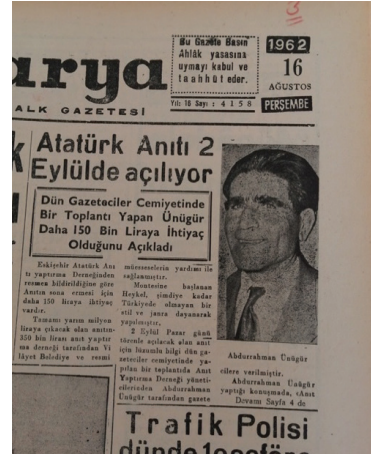 Bu Gazete Basın
Ahlâk yasasına
uymayı kabul ve
taahhüt eder.
1962
16
AĞUSTOS
PERŞEMBE
arya
ALK GAZETESİ
Yıl: 16 Sayı : 4158
Atatürk Anıtı 2
Eylülde açılıyor
Dün Gazeteciler Cemiyetinde
Bir Toplantı Yapan Ünügür
Daha 150 Bin Liraya İhtiyaç
Olduğunu Açıkladı
Eskişehir Atatürk Anı
tı yaptırma Derneğinden
resmen bildirildiğine göre
Anıtın sona ermesi için
daha 150 liraya ihtiyaç
vardır.
Tamamı yarım milyon
liraya çıkacak olan anıtın
350 bin lirası anıt yaptır
ma derneği tarafından Vi
lâyet Belediye ve resmi
müesseselerin yardımı ile
sağlanmıştır.
Montesine başlanan
Heykel, şimdiye kadar
Türkiyede olmayan bir
stil ve janra dayanarak
yapılmıştır.
2 Eylül Pazar günü
törenle açılacak olan anıt
için lüzumlu bilgi dün ga-
zeteciler cemiyetinde ya-
pılan bir toplantıda Anıt
Yaptırma Derneği yöneti-
cilerinden Abdurrahman
Ünügür tarafından gazete
Abdurrahman Ünügür
cilere verilmiştir.
Abdurrahman Ünügür
yaptığı konuşmada, «Anıt
Devamı Sayfa 4 de
Trafik Polisi